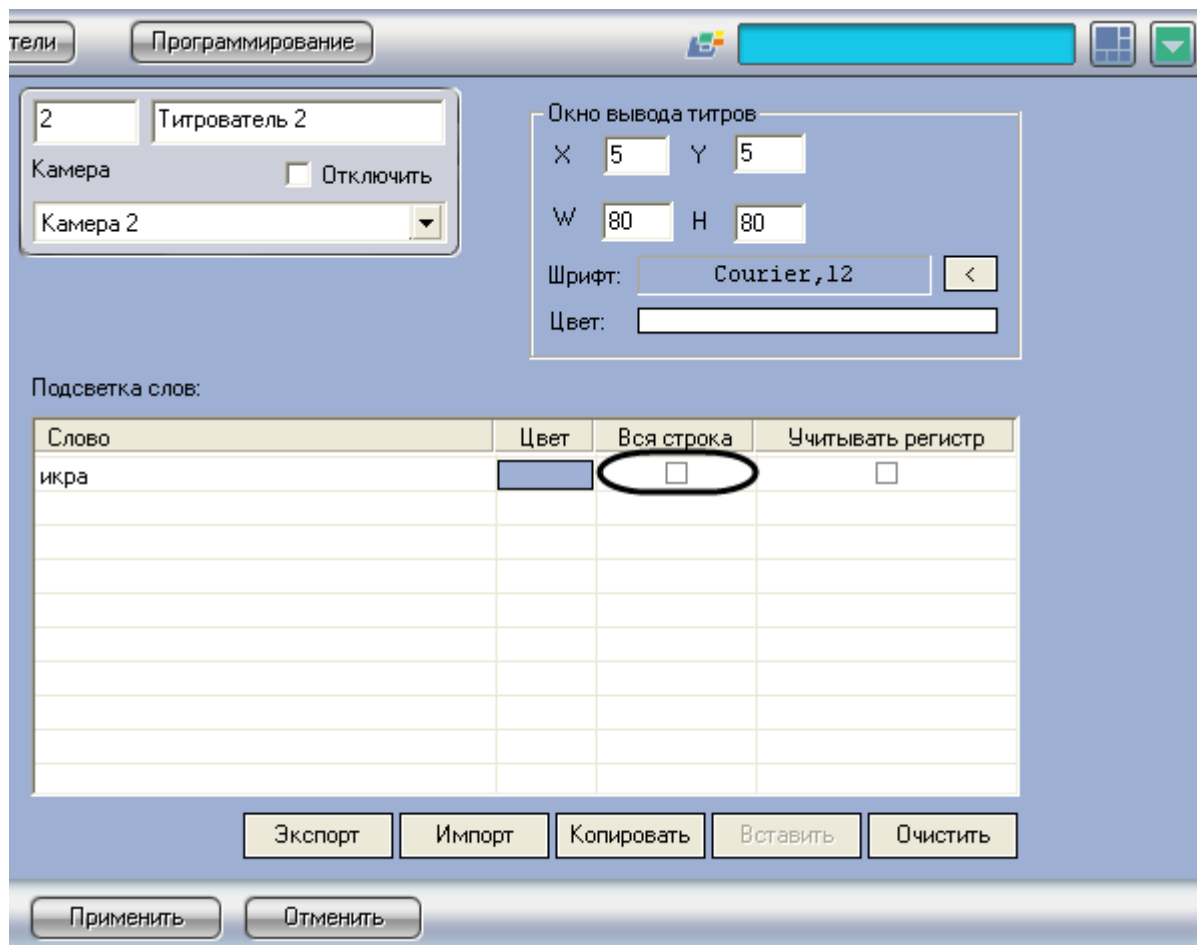 тели Программирование
2 Титрователь 2
Камера Отключить
Камера 2
Окно вывода титров
X 5 Y 5
W 80 H 80
Шрифт: Courier,12 <
Цвет:
Подсветка слов:
Слово Цвет Вся строка Учитывать регистр
икра
Экспорт Импорт Копировать Вставить Очистить
Применить Отменить